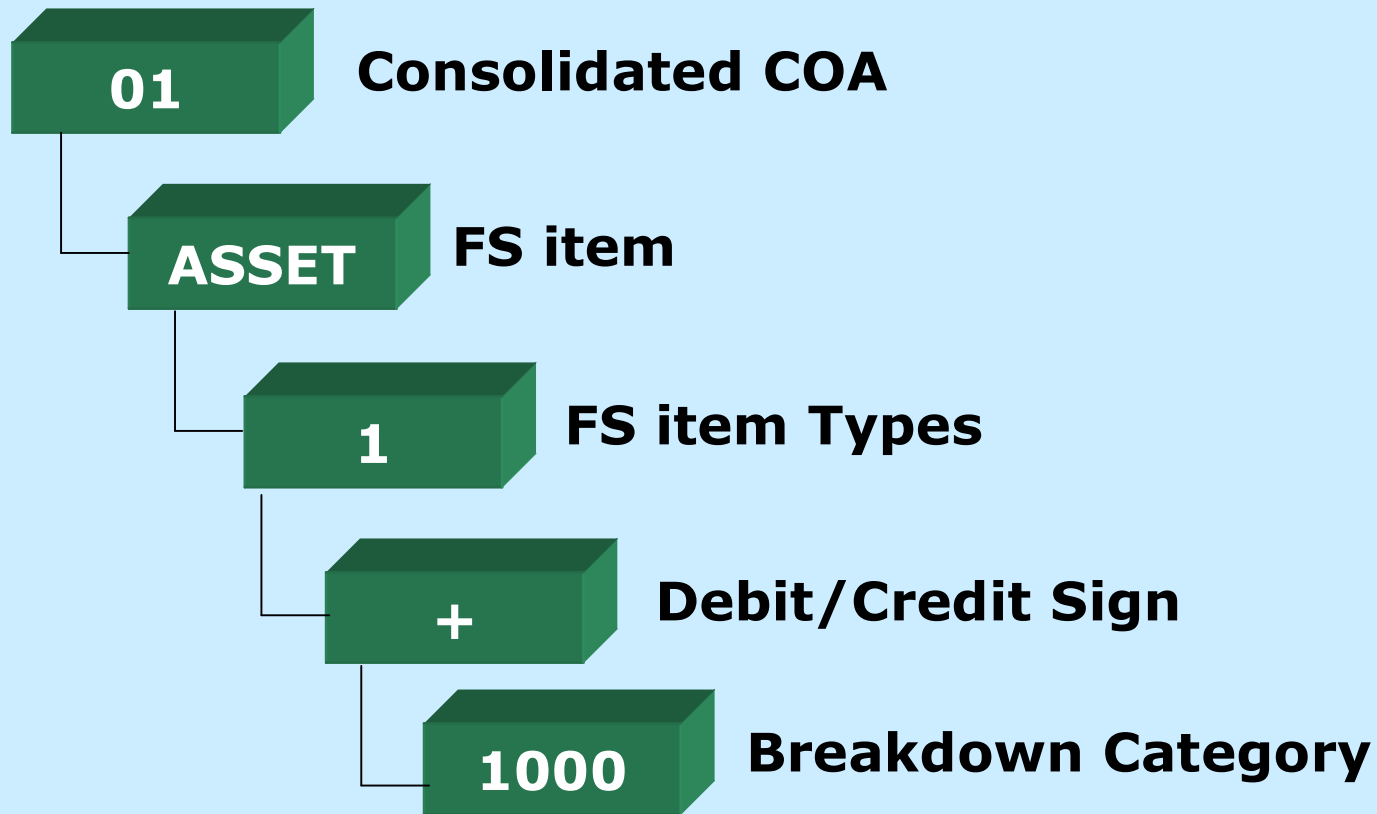 01
Consolidated COA
ASSET
FS item
1
FS item Types
+
Debit/Credit Sign
1000
Breakdown Category